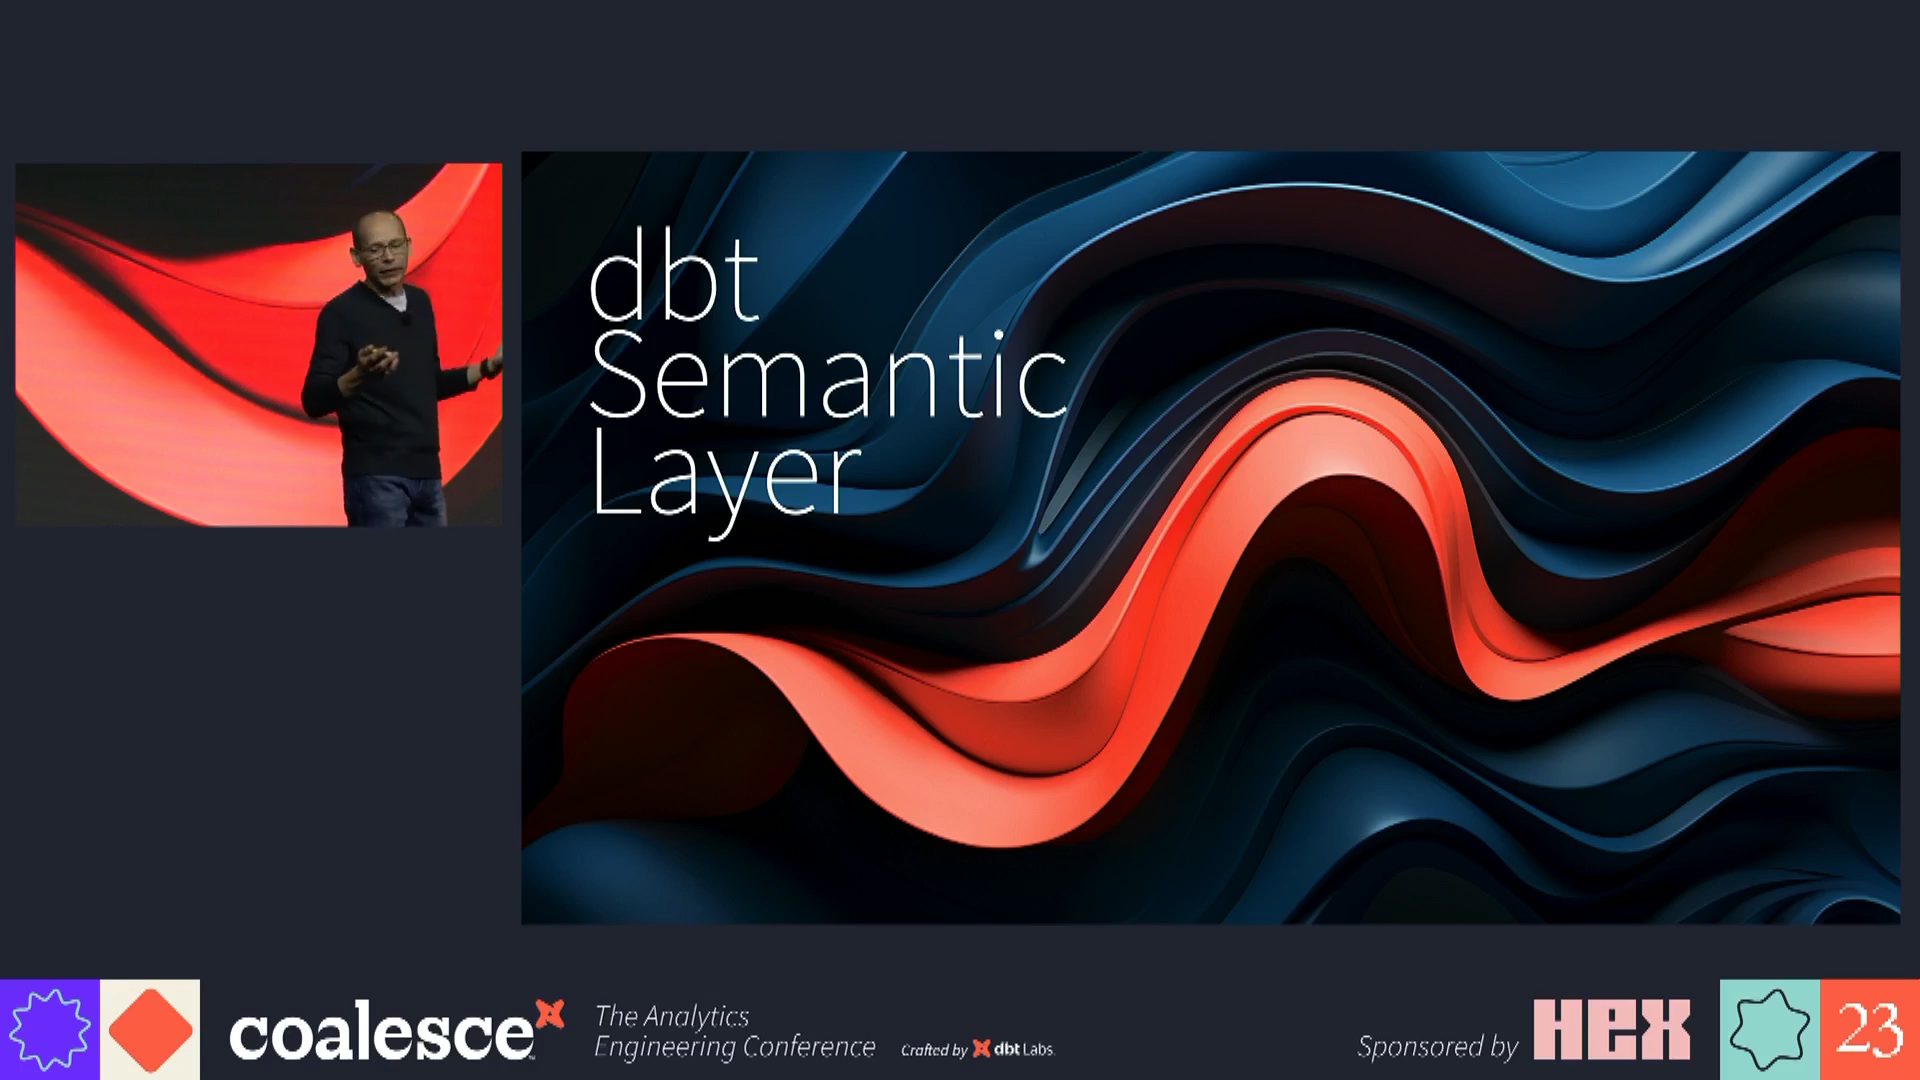 dbt
Semantic
Layer
coalesce
The Analytics
Engineering Conference
Crafted by dbt Labs
Sponsored by HEX
23